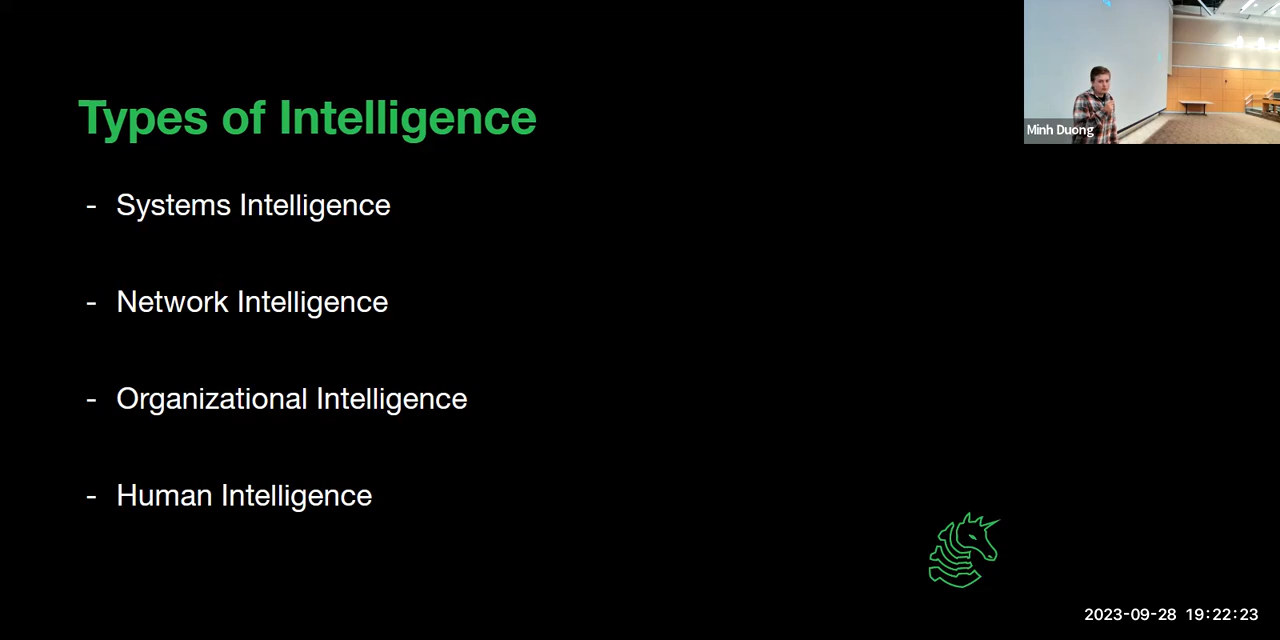 Types of Intelligence
- Systems Intelligence
- Network Intelligence
- Organizational Intelligence
- Human Intelligence
Minh Duong
2023-09-28 19:22:23